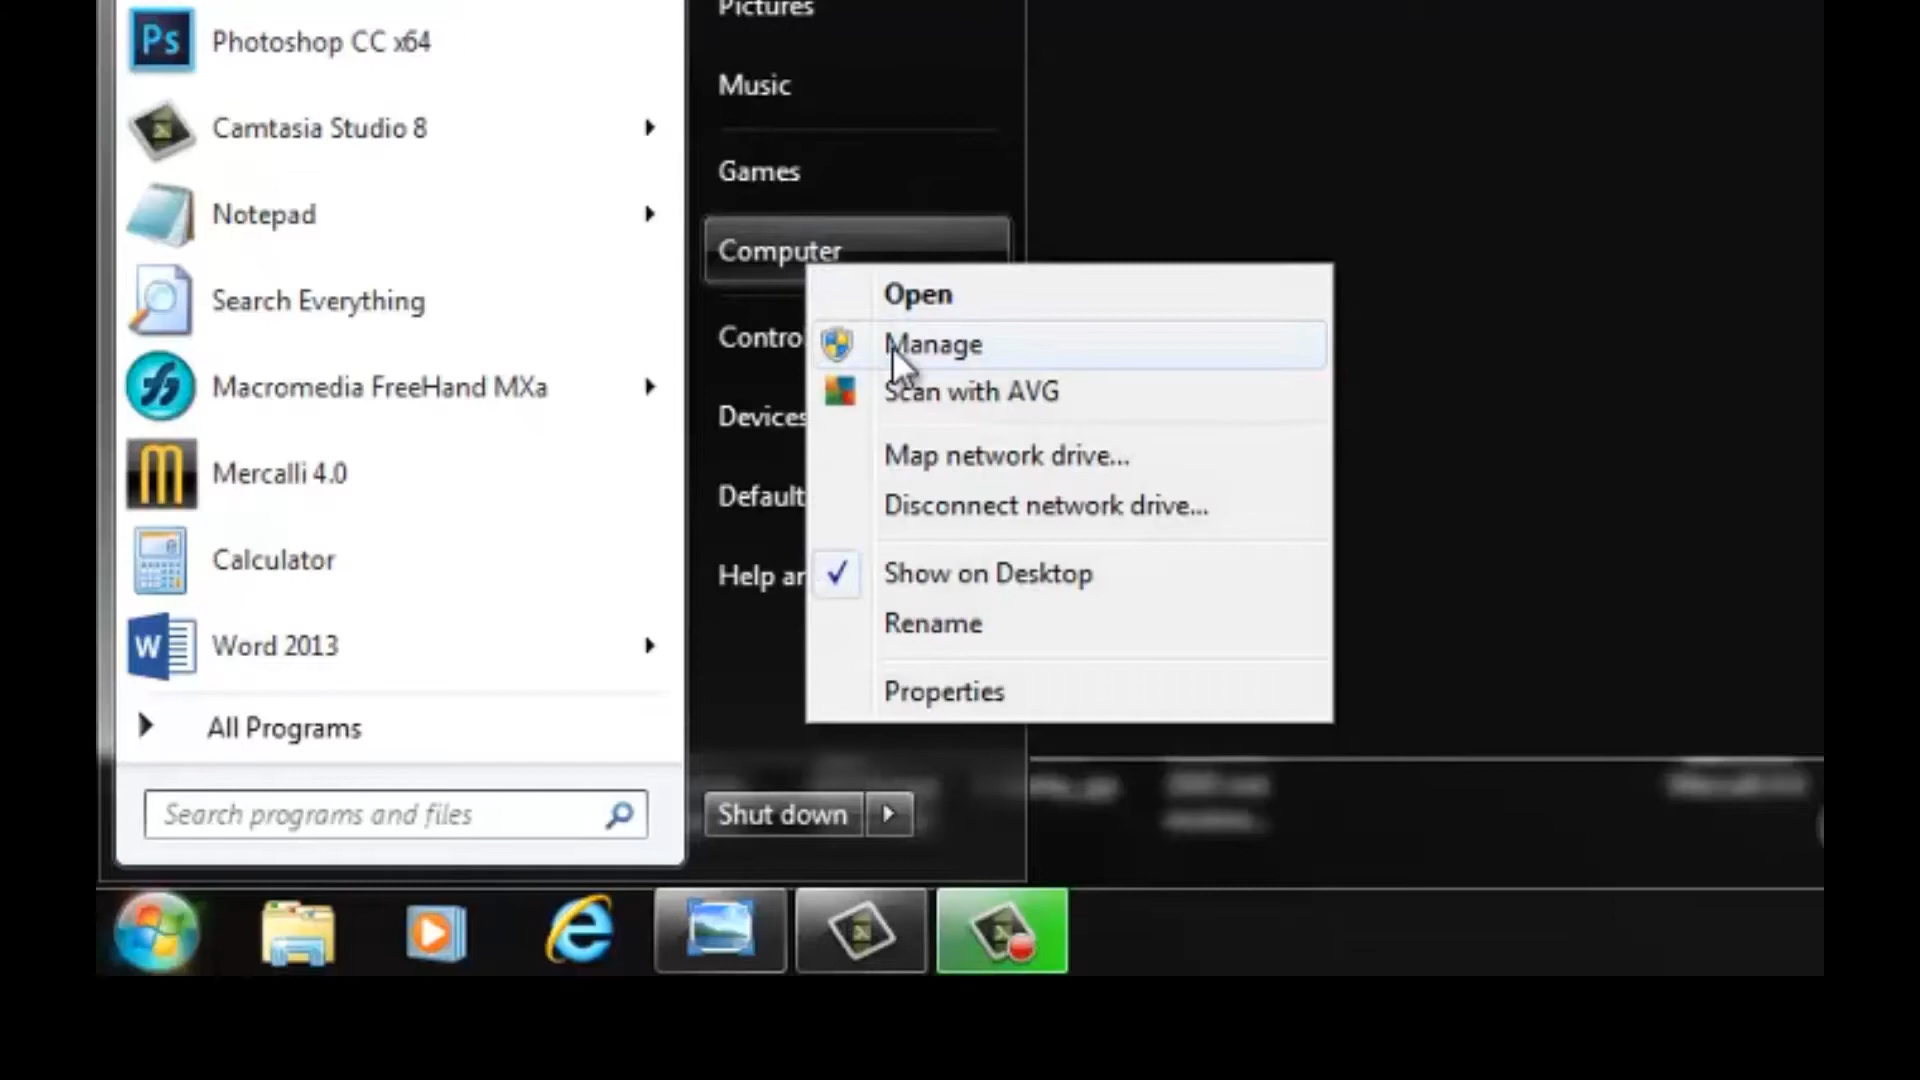 Ps
Photoshop CC x64
Camtasia Studio 8
Notepad
Search Everything
Macromedia FreeHand MXa
Mercalli 4.0
Calculator
W
Word 2013
All Programs
Search programs and files
Pictures
Music
Games
Computer
Contro
Devices
Default
Help ar
Shut down
Open
Manage
Scan with AVG
Map network drive...
Disconnect network drive...
Show on Desktop
Rename
Properties